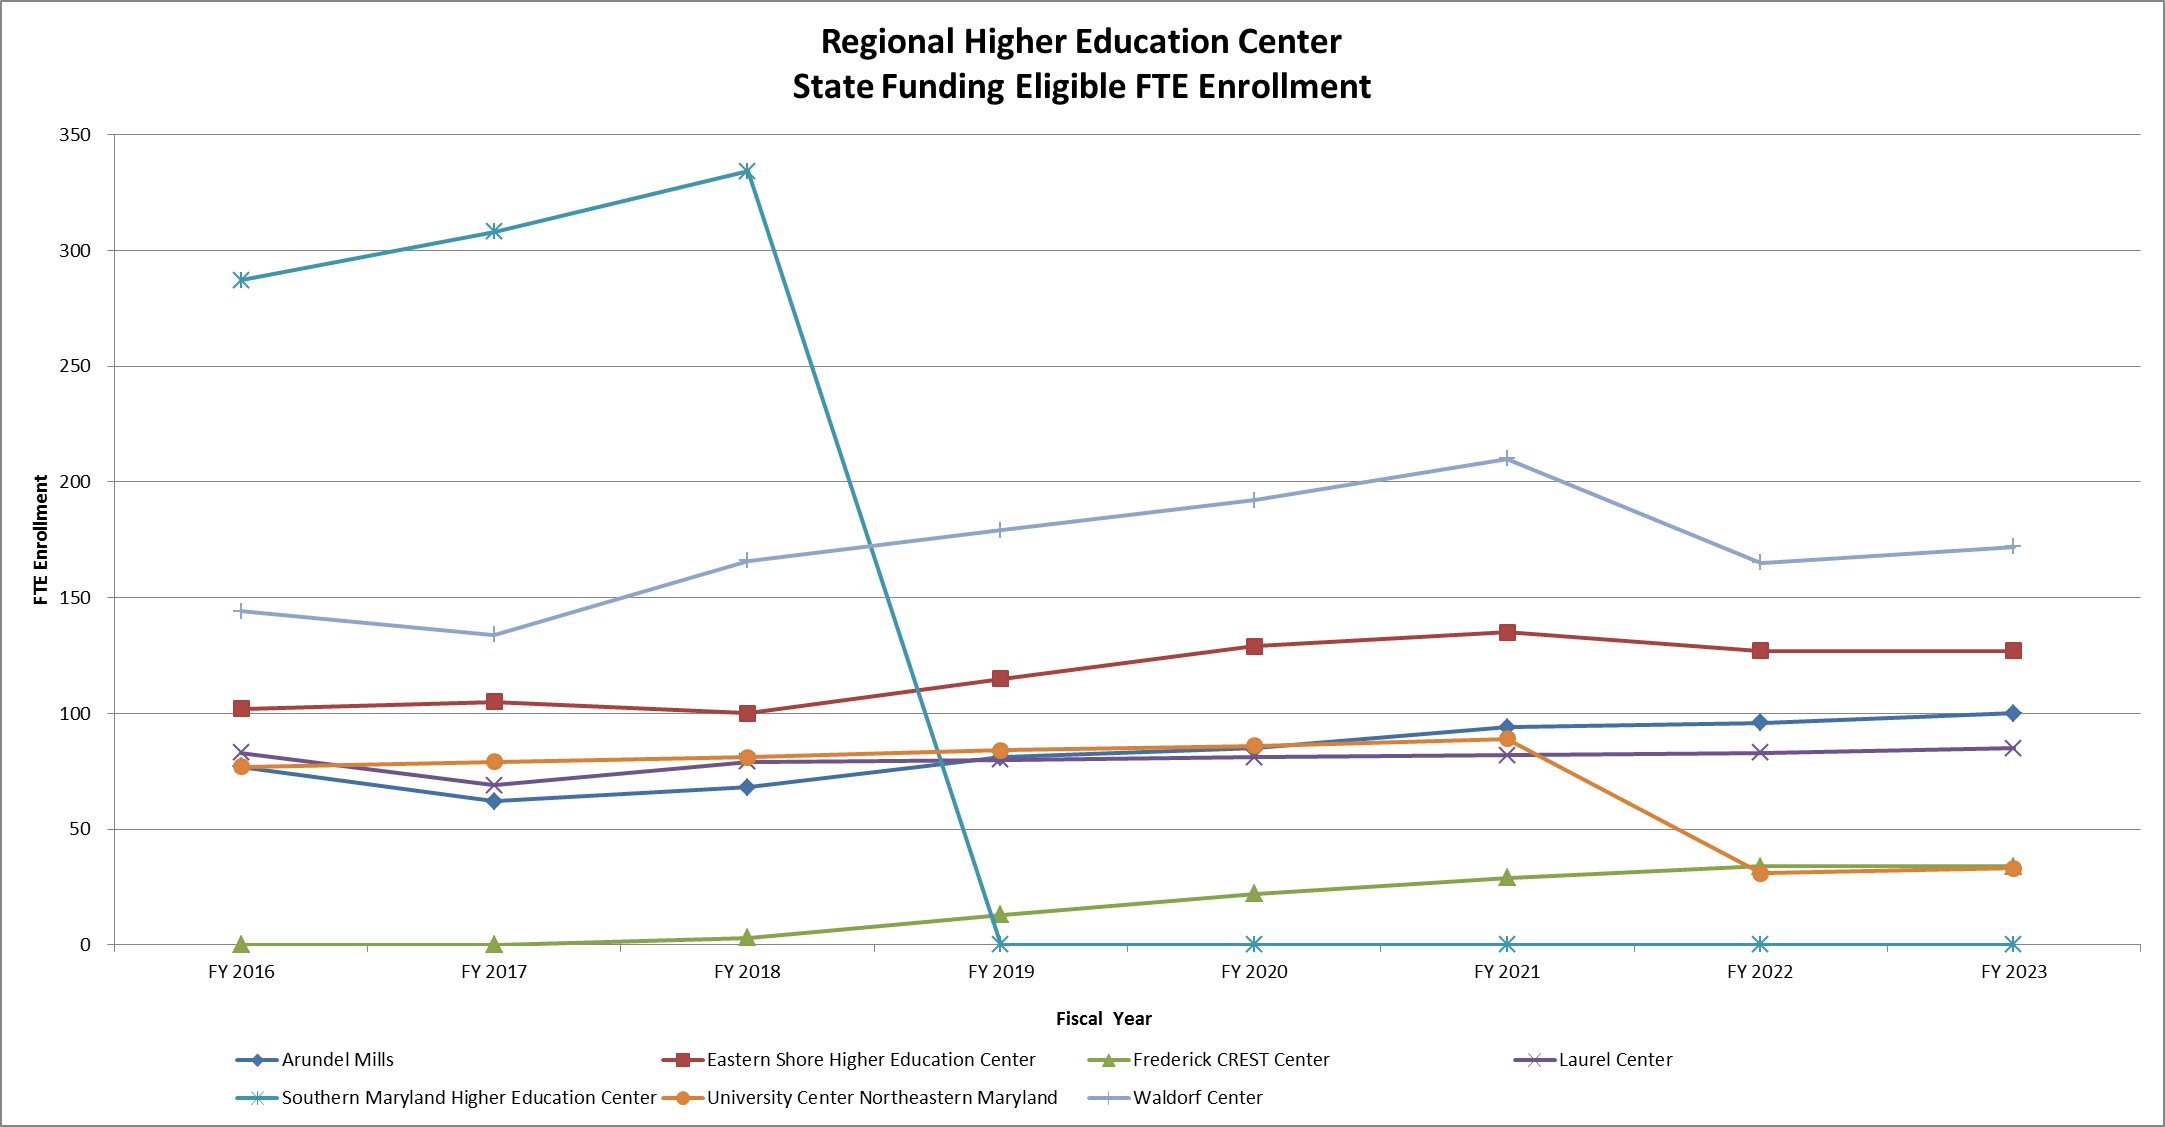 Regional Higher Education Center
State Funding Eligible FTE Enrollment
350
300
250
200
150
100
50
0
FTE Enrollment
FY 2016 FY 2017 FY 2018 FY 2019 FY 2020 FY 2021 FY 2022 FY 2023
Fiscal Year
Arundel Mills Eastern Shore Higher Education Center Frederick CREST Center Laurel Center
Southern Maryland Higher Education Center University Center Northeastern Maryland Waldorf Center